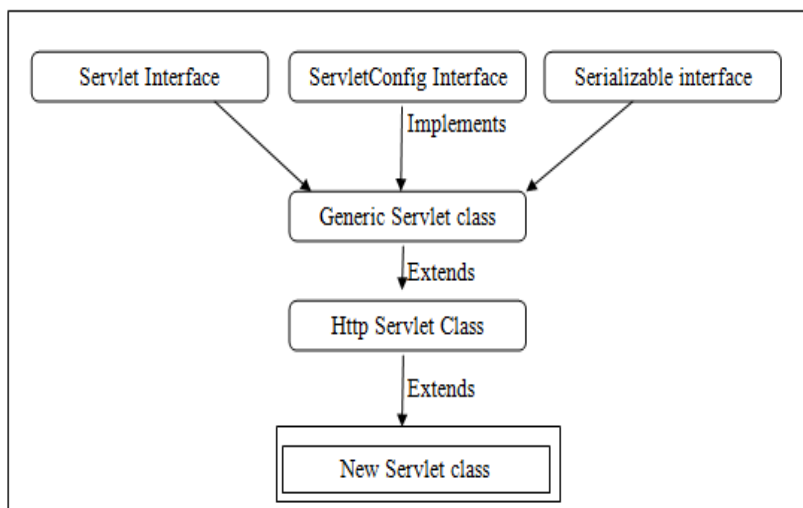 Servlet Interface
ServletConfig Interface
Serializable interface
Implements
Generic Servlet class
Extends
Http Servlet Class
Extends
New Servlet class